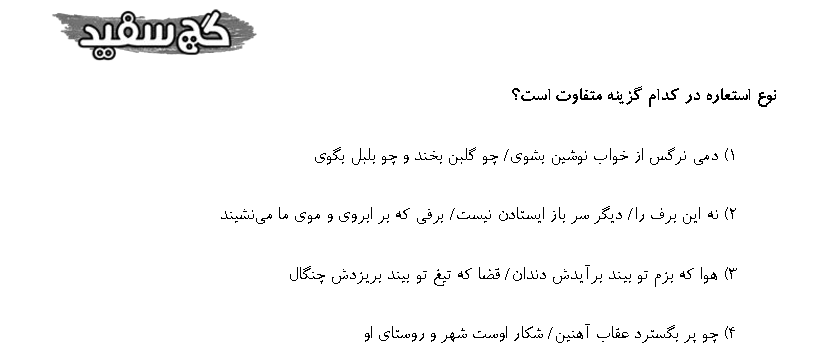 گچ سفید
نوع استعاره در کدام گزینه متفاوت است؟
۱) دمی نرگس از خواب نوشین بشوی/ چو گلبن بخند و چو بلبل بگوی
۲) نه این برف را/ دیگر سر باز ایستادن نیست/ برفی که بر ابروی و موی ما می‌نشیند
۳) هوا که بزم تو بیند برآیدش دندان/ قضا که تیغ تو بیند بریزدش چنگال
۴) چو پر بگسترد عقاب آهنین/ شکار اوست شهر و روستای او